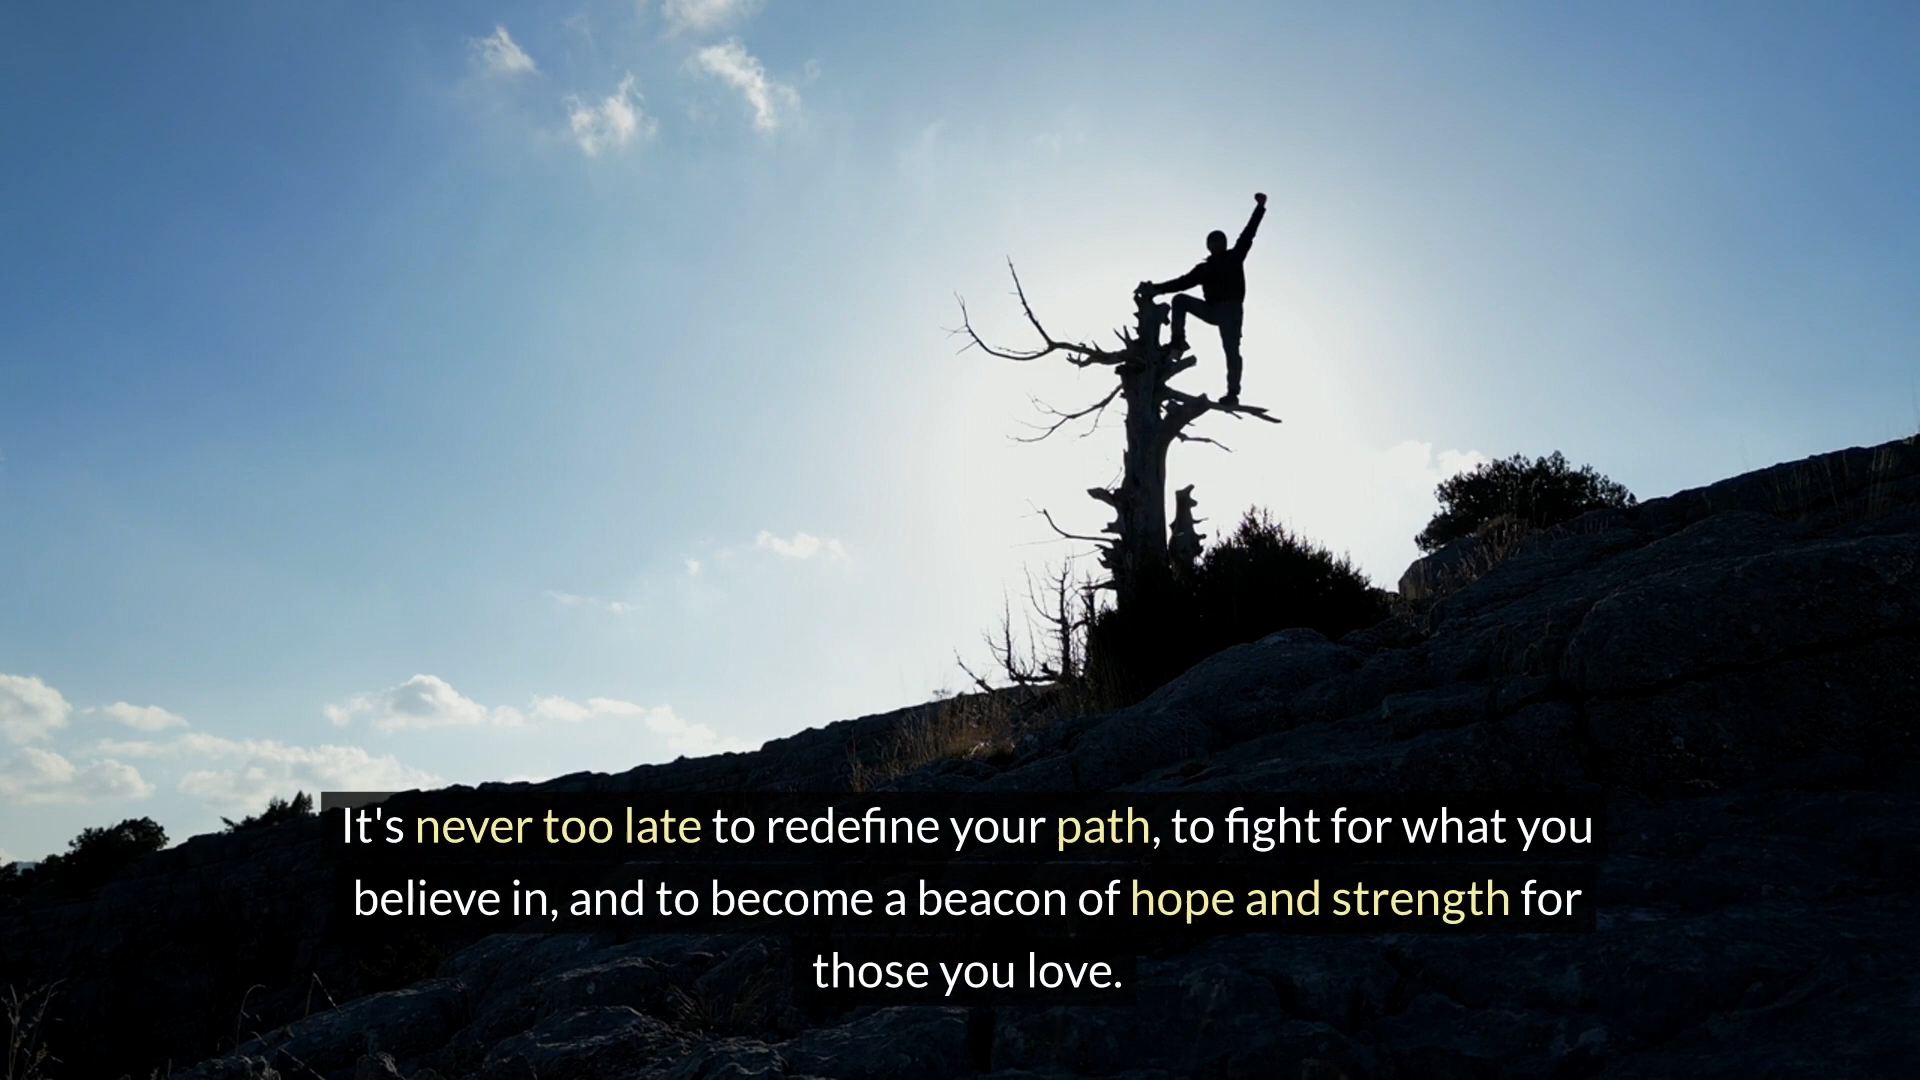 It's never too late to redefine your path, to fight for what you
believe in, and to become a beacon of hope and strength for
those you love.